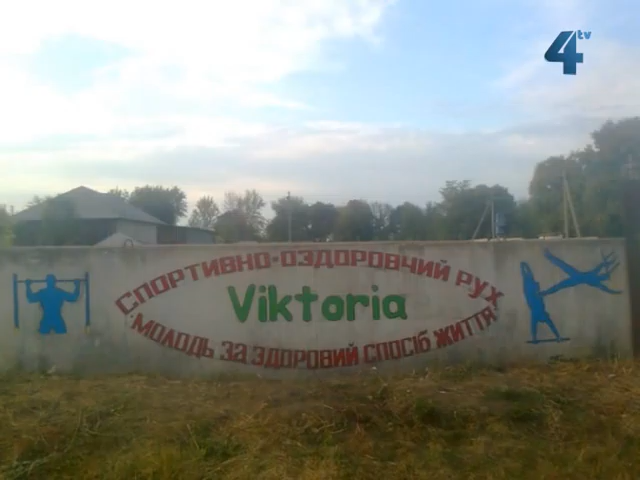 4tv
СПОРТИВНО-ОЗДОРОВЧИЙ РУХ
Viktoria
·МОЛОДЬ ЗА ЗДОРОВИЙ СПОСІБ ЖИТТЯ·